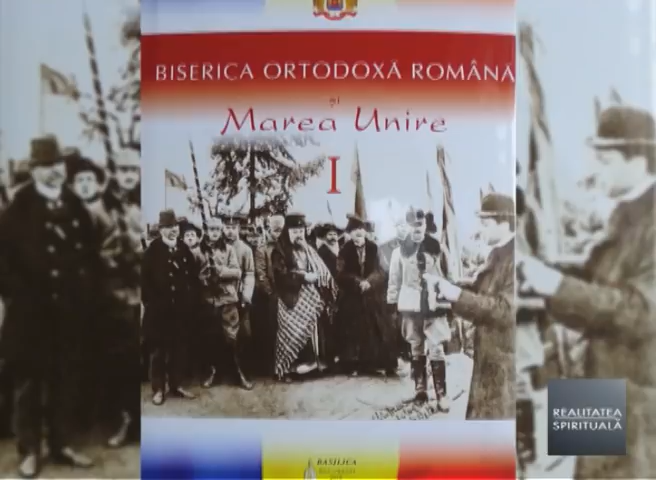 BISERICA ORTODOXĂ ROMÂNĂ
și
Marea Unire
I
BASILICA
REALITATEA
SPIRITUALĂ